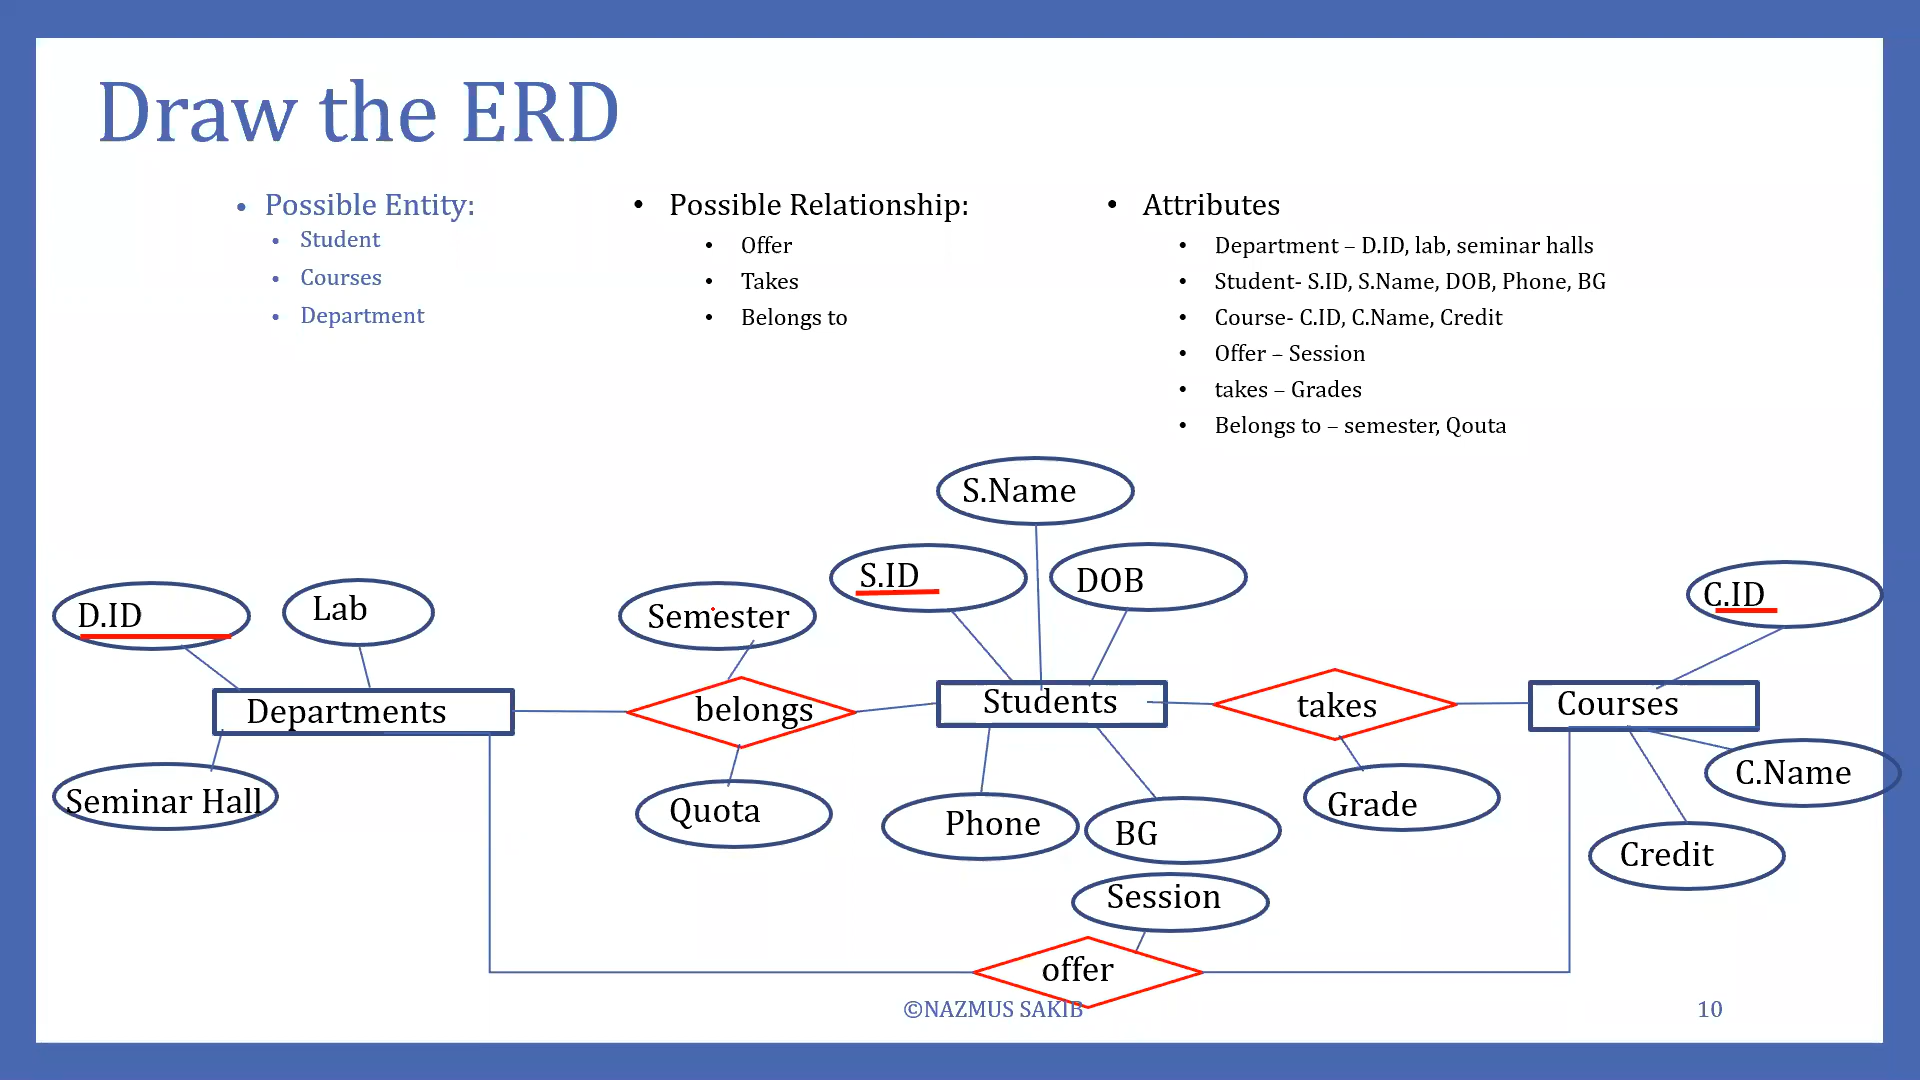 Draw the ERD
• Possible Entity:
• Student
• Courses
• Department
• Possible Relationship:
• Offer
• Takes
• Belongs to
• Attributes
• Department – D.ID, lab, seminar halls
• Student- S.ID, S.Name, DOB, Phone, BG
• Course- C.ID, C.Name, Credit
• Offer – Session
• takes – Grades
• Belongs to – semester, Qouta
S.Name
S.ID
DOB
C.ID
D.ID
Lab
Semester
Departments
belongs
Students
takes
Courses
Seminar Hall
Quota
Phone
BG
Grade
C.Name
Credit
Session
offer
©NAZMUS SAKIB
10